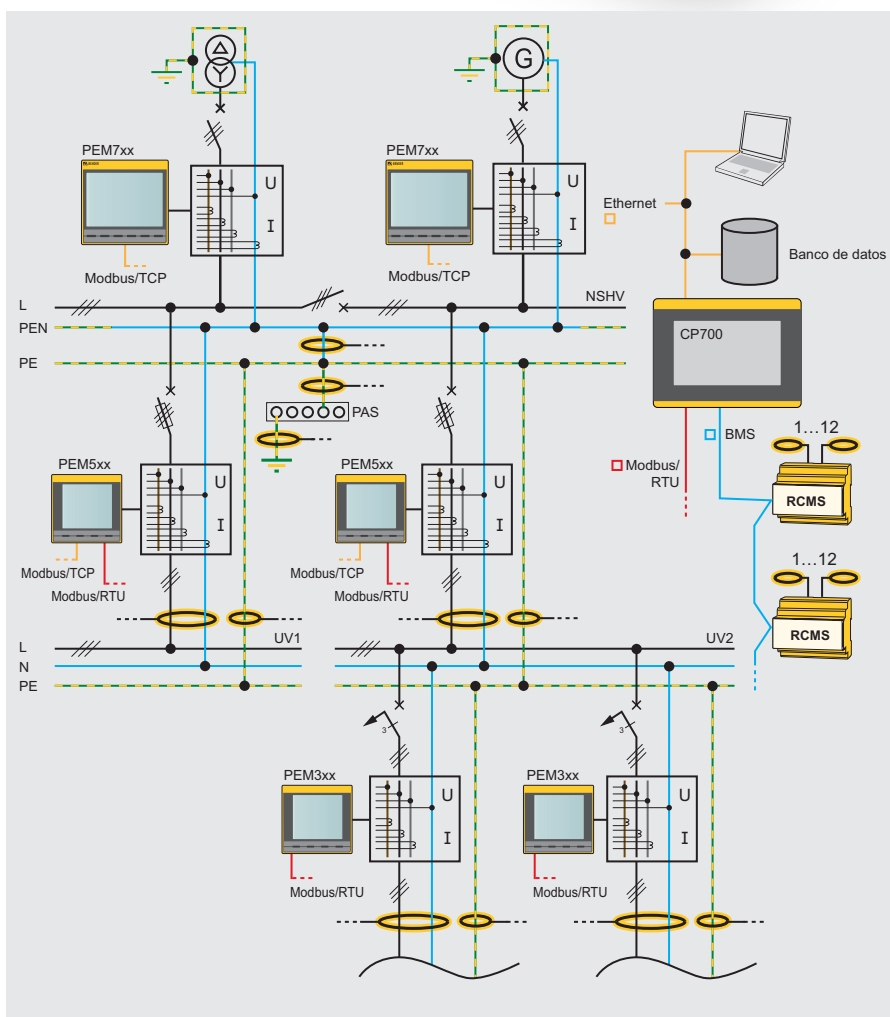 G
PEM7xx
PEM7xx
U
I
U
I
Modbus/TCP
Modbus/TCP
Ethernet
Banco de datos
L
NSHV
PEN
PE
CP700
PAS
BMS
1...12
Modbus/
RTU
RCMS
PEM5xx
PEM5xx
U
I
U
I
Modbus/TCP
Modbus/RTU
Modbus/TCP
Modbus/RTU
1...12
RCMS
L
UV1
UV2
N
PE
3
3
PEM3xx
PEM3xx
U
I
U
I
Modbus/RTU
Modbus/RTU